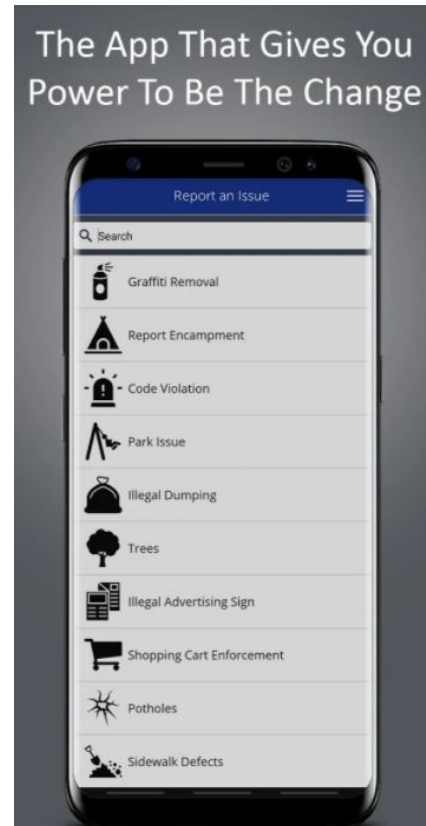 The App That Gives You
Power To Be The Change
Report an Issue
Search
Graffiti Removal
Report Encampment
Code Violation
Park Issue
Illegal Dumping
Trees
Illegal Advertising Sign
Shopping Cart Enforcement
Potholes
Sidewalk Defects